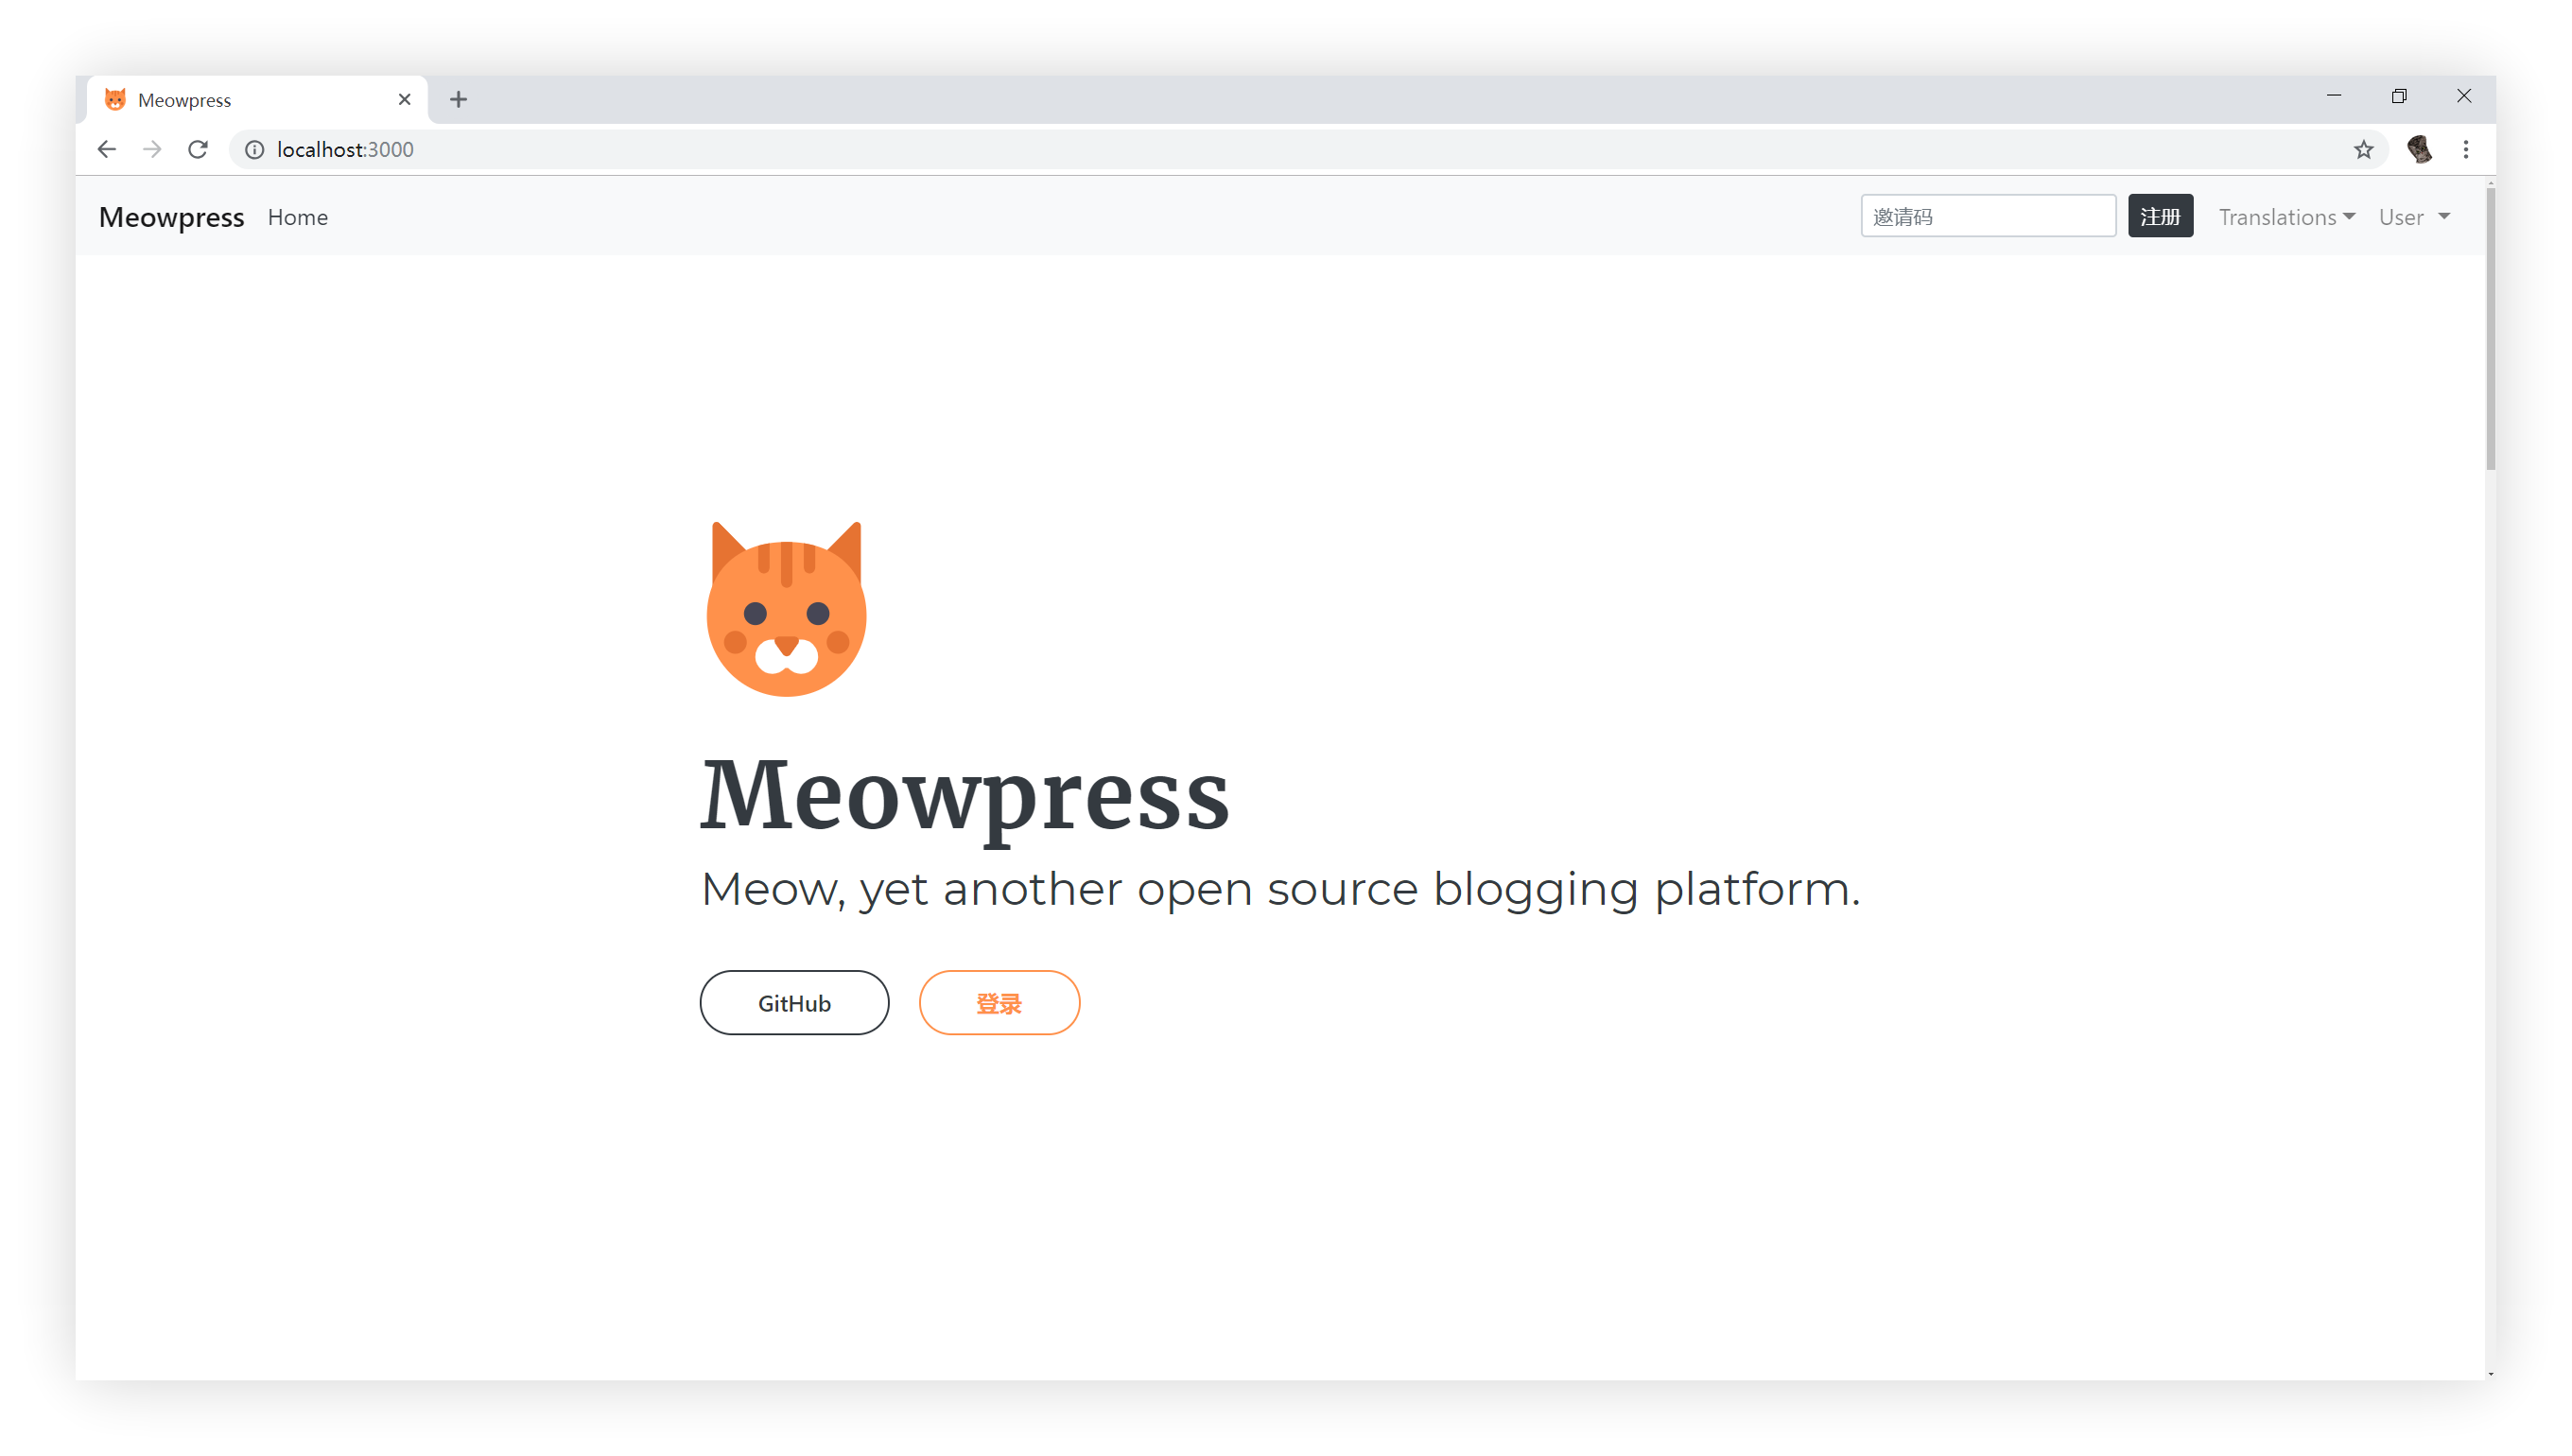 Meowpress
localhost:3000
Meowpress Home 邀请码 注册 Translations User
Meowpress
Meow, yet another open source blogging platform.
GitHub 登录